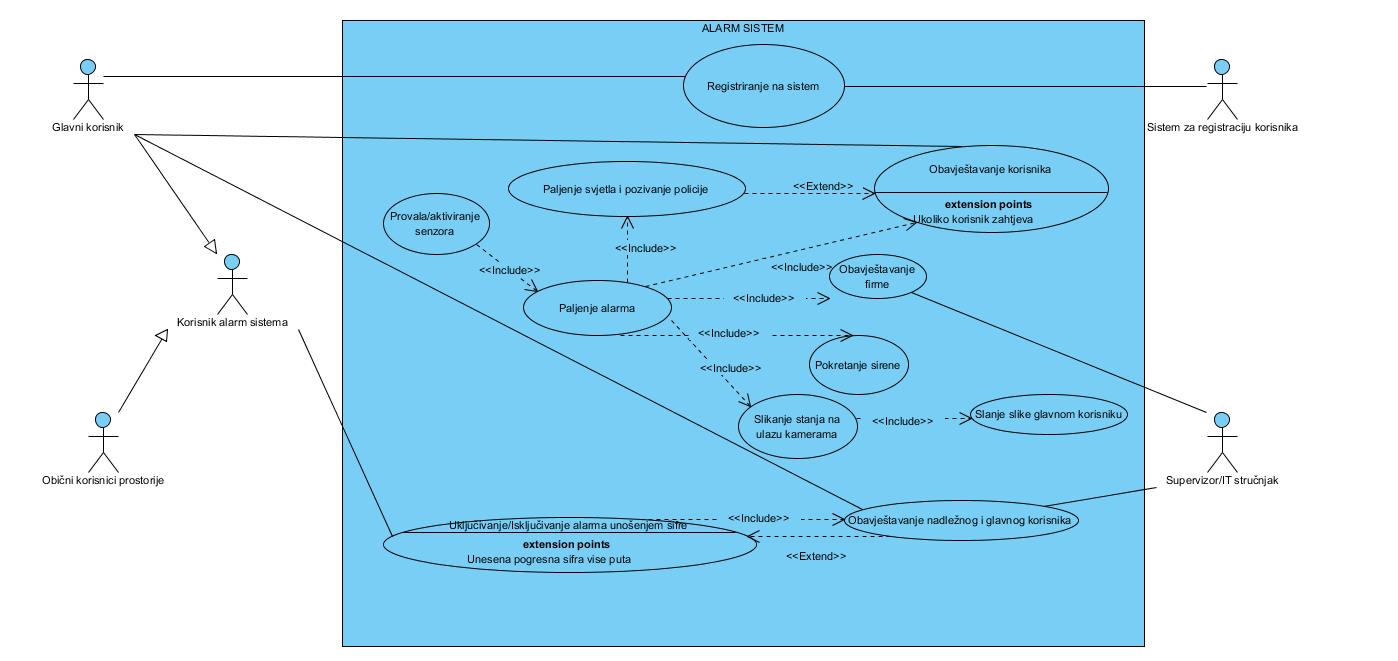 ALARM SISTEM
Registriranje na sistem
Glavni korisnik
Sistem za registraciju korisnika
Obavještavanje korisnika
extension points
Ukoliko korisnik zahtjeva
Paljenje svjetla i pozivanje policije
<<Extend>>
Provala/aktiviranje
senzora
<<Include>>
<<Include>>
<<Include>>
Obavještavanje
firme
<<Include>>
Paljenje alarma
Korisnik alarm sistema
<<Include>>
Pokretanje sirene
<<Include>>
Slikanje stanja na
ulazu kamerama
<<Include>>
Slanje slike glavnom korisniku
Obični korisnici prostorije
Supervizor/IT stručnjak
Uključivanje/Isključivanje alarma unošenjem sifre
extension points
Unesena pogresna sifra vise puta
<<Include>>
Obavještavanje nadležnog i glavnog korisnika
<<Extend>>